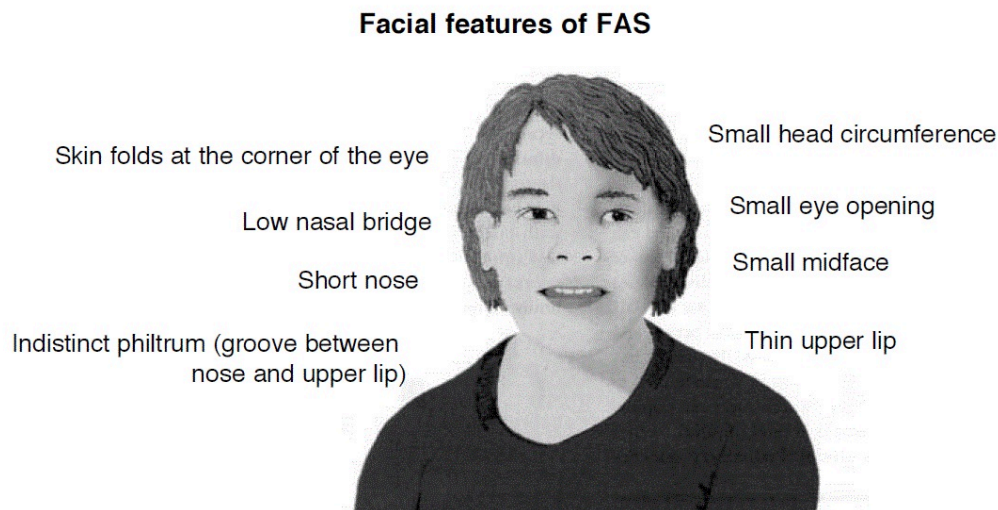 Facial features of FAS
Skin folds at the corner of the eye
Low nasal bridge
Short nose
Indistinct philtrum (groove between
nose and upper lip)
Small head circumference
Small eye opening
Small midface
Thin upper lip